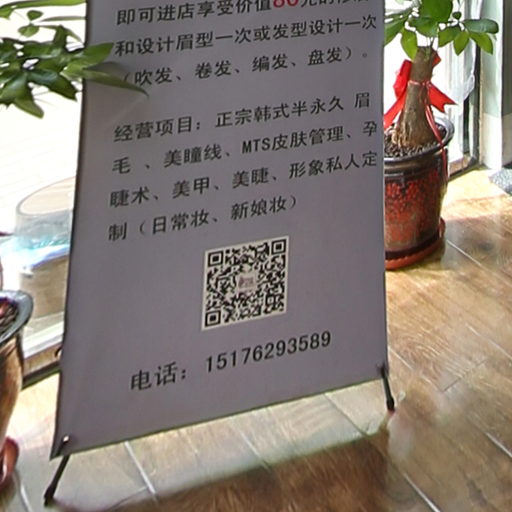 即可进店享受价值80元的
和设计眉型一次或发型设计一次
（吹发、卷发、编发、盘发）。
经营项目：正宗韩式半永久 眉
毛 、美瞳线、MTS皮肤管理、孕
睫术、美甲、美睫、形象私人定
制（日常妆、新娘妆）
电话：15176293589